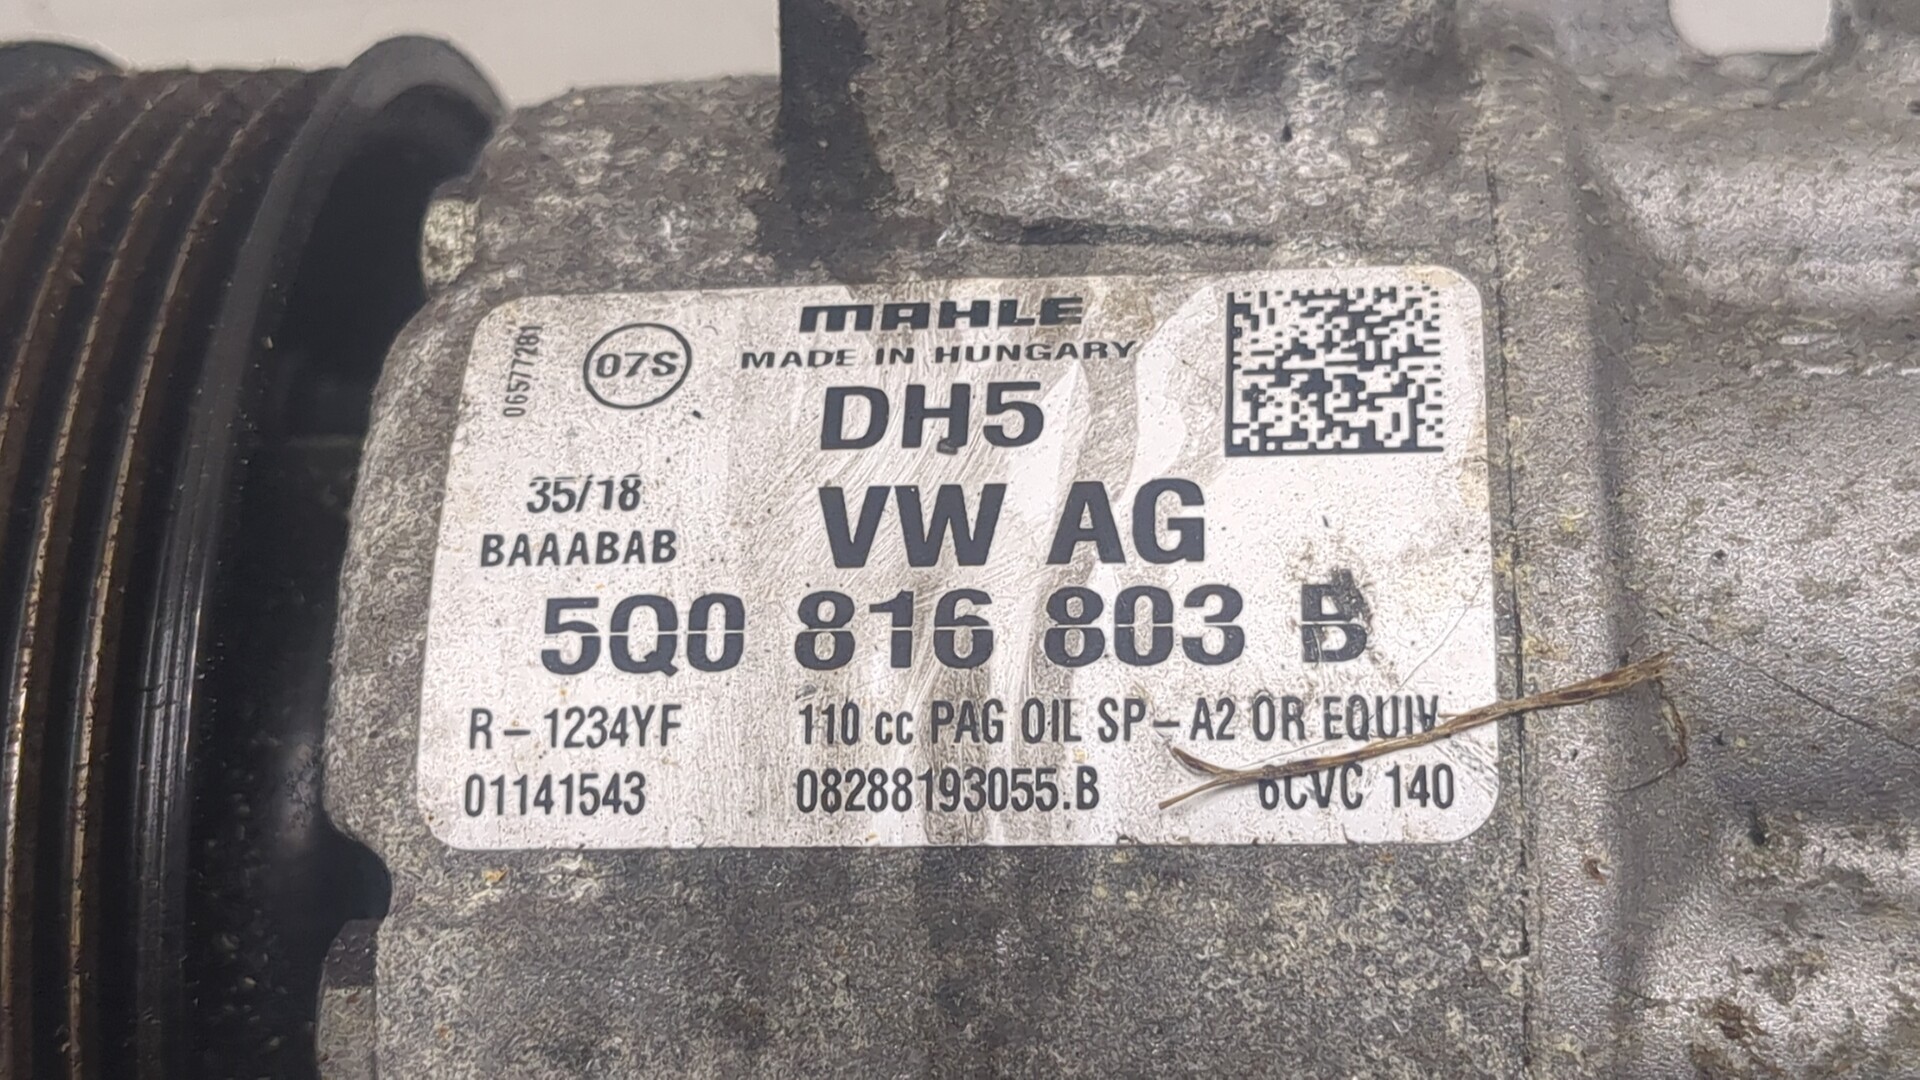 MAHLE
MADE IN HUNGARY
06577281
07S
DH5
35/18
BAAABAB
VW AG
5Q0 816 803 B
R-1234YF
110 cc PAG OIL SP-A2 OR EQUIV
01141543
08288193055.B
6CVC 140